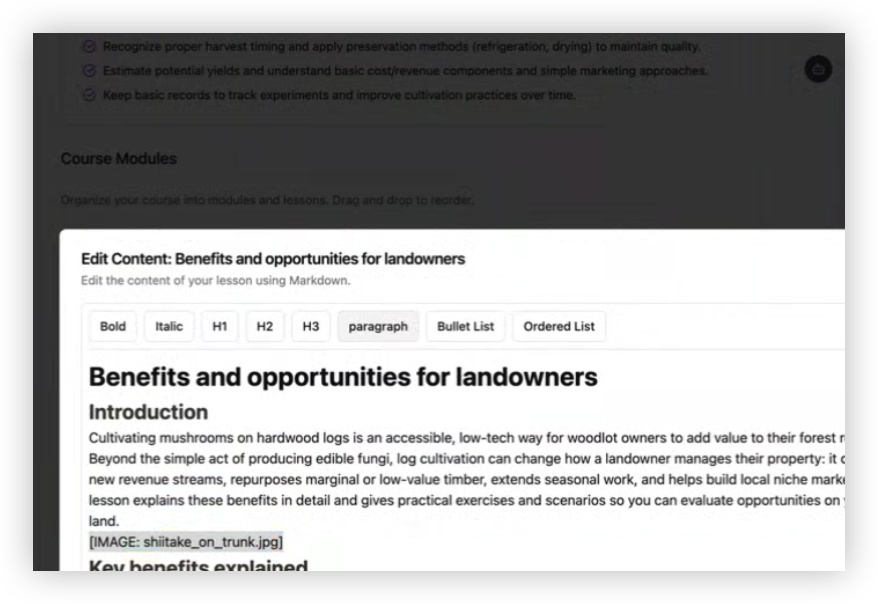 Recognize proper harvest timing and apply preservation methods (refrigeration, drying) to maintain quality.
Estimate potential yields and understand basic cost/revenue components and simple marketing approaches.
Keep basic records to track experiments and improve cultivation practices over time.
Course Modules
Organize your course into modules and lessons. Drag and drop to reorder.
Edit Content: Benefits and opportunities for landowners
Edit the content of your lesson using Markdown.
Bold Italic H1 H2 H3 paragraph Bullet List Ordered List
Benefits and opportunities for landowners
Introduction
Cultivating mushrooms on hardwood logs is an accessible, low-tech way for woodlot owners to add value to their forest
Beyond the simple act of producing edible fungi, log cultivation can change how a landowner manages their property: it
new revenue streams, repurposes marginal or low-value timber, extends seasonal work, and helps build local niche
lesson explains these benefits in detail and gives practical exercises and scenarios so you can evaluate opportunities on
land.
[IMAGE: shiitake_on_trunk.jpg]
Key benefits explained